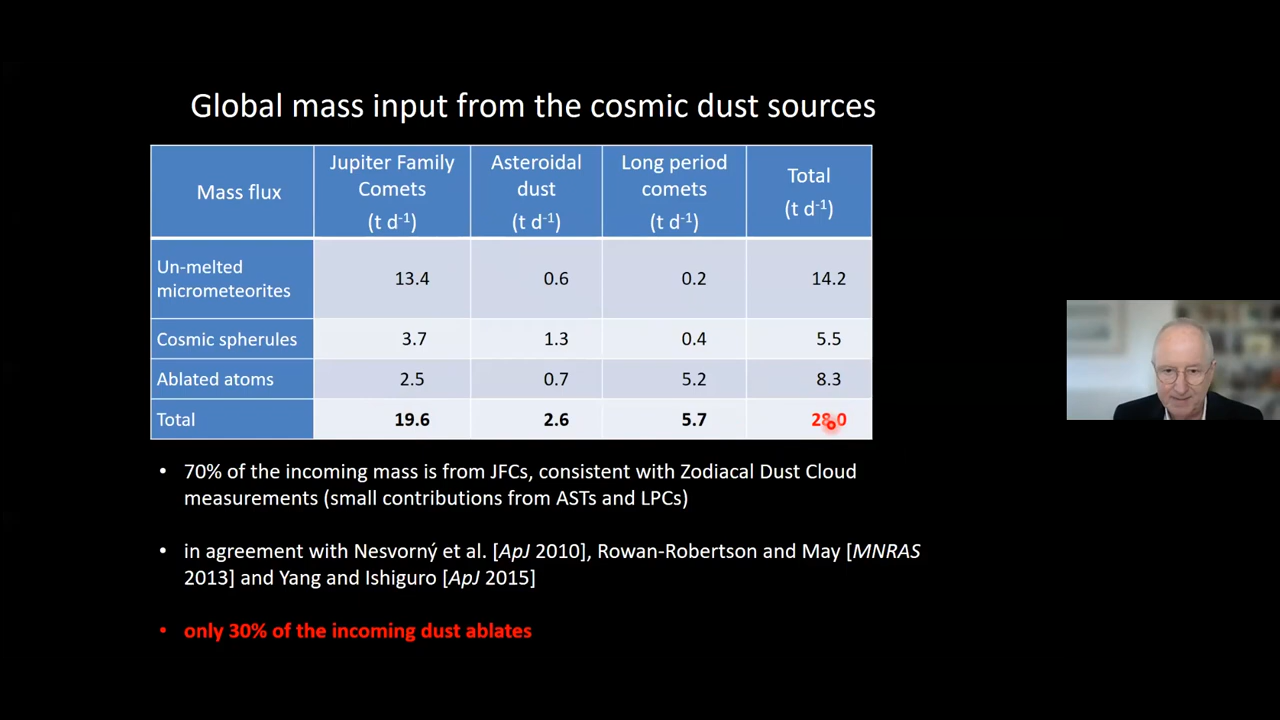 Global mass input from the cosmic dust sources
Mass flux
Jupiter Family
Comets
(t d⁻¹)
Asteroidal
dust
(t d⁻¹)
Long period
comets
(t d⁻¹)
Total
(t d⁻¹)
Un-melted
micrometeorites
13.4
0.6
0.2
14.2
Cosmic spherules
3.7
1.3
0.4
5.5
Ablated atoms
2.5
0.7
5.2
8.3
Total
19.6
2.6
5.7
28.0
• 70% of the incoming mass is from JFCs, consistent with Zodiacal Dust Cloud
measurements (small contributions from ASTs and LPCs)
• in agreement with Nesvorný et al. [ApJ 2010], Rowan-Robertson and May [MNRAS
2013] and Yang and Ishiguro [ApJ 2015]
• only 30% of the incoming dust ablates